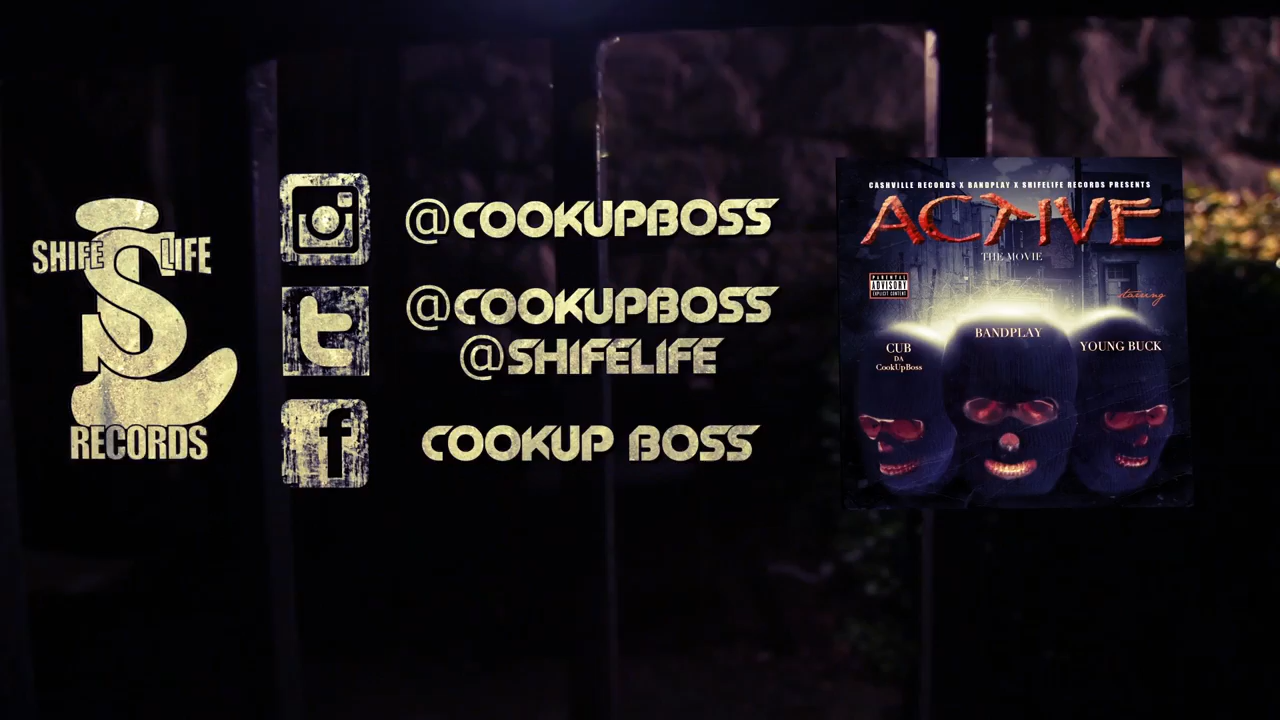 SHIFE LIFE
RECORDS
@COOKUPBOSS
@COOKUPBOSS
@SHIFELIFE
COOKUP BOSS
CASHVILLE RECORDS X BANDPLAY X SHIFELIFE RECORDS PRESENTS
ACTIVE
THE MOVIE
PARENTAL
ADVISORY
EXPLICIT CONTENT
starring
BANDPLAY
CUB
DA
CookUpBoss
YOUNG BUCK